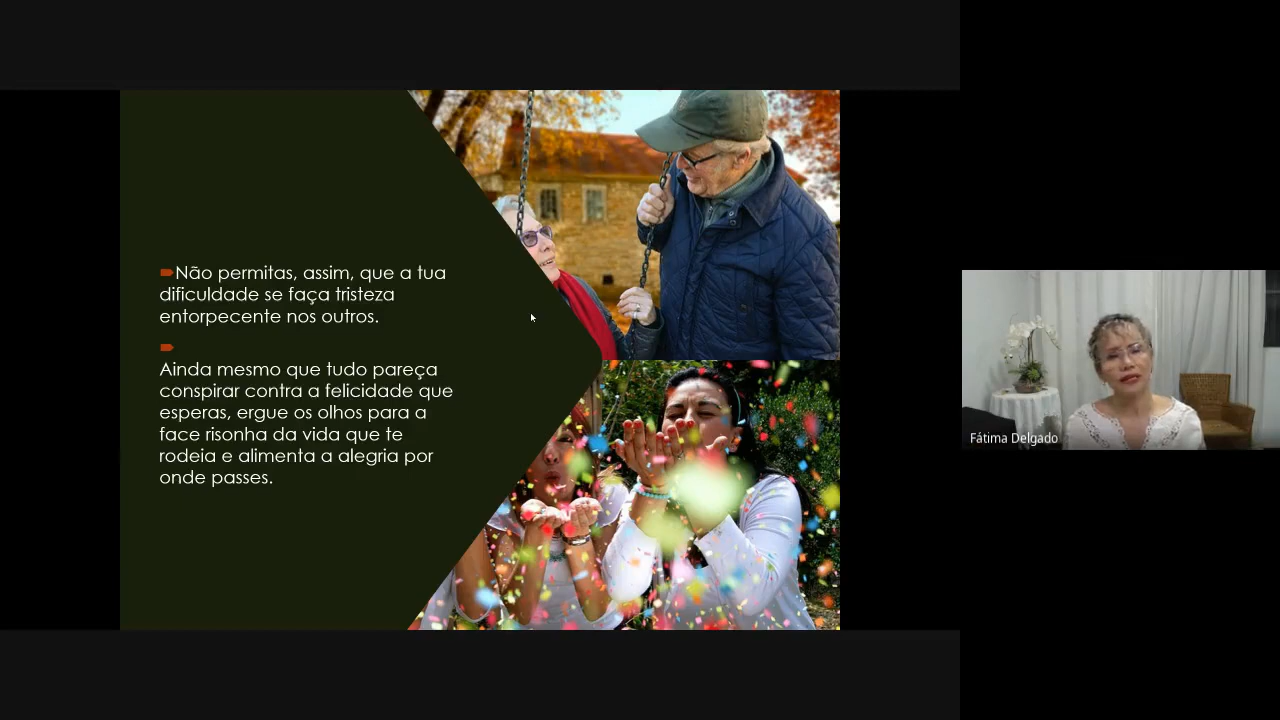 Não permitas, assim, que a tua
dificuldade se faça tristeza
entorpecente nos outros.
Ainda mesmo que tudo pareça
conspirar contra a felicidade que
esperas, ergue os olhos para a
face risonha da vida que te
rodeia e alimenta a alegria por
onde passes.
Fátima Delgado